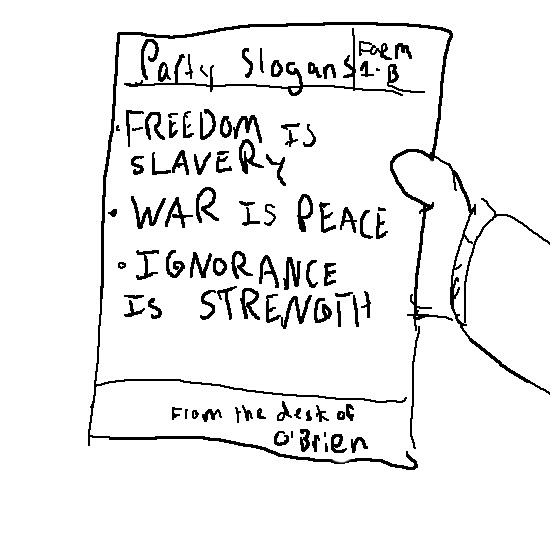 Party Slogans
Form
1-B
• FREEDOM IS
SLAVERY
• WAR IS PEACE
• IGNORANCE
IS STRENGTH
From the desk of
O'Brien